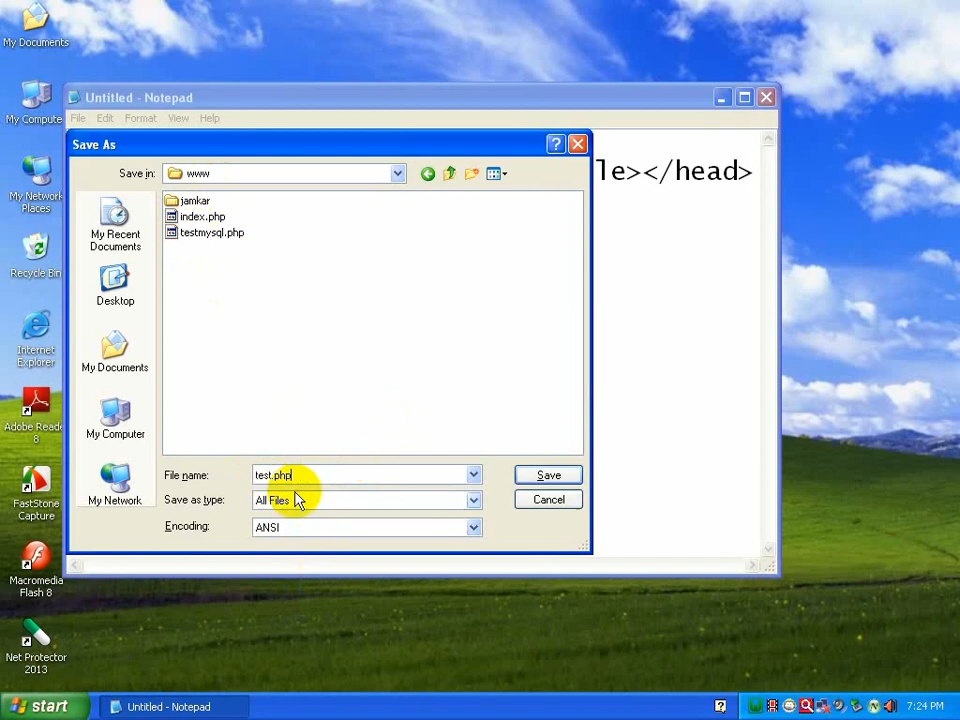 My Documents
My Compute
My Network
Places
Recycle Bin
Internet
Explorer
Adobe Reade
8
FastStone
Capture
Macromedia
Flash 8
Net Protector
2013
Untitled - Notepad
File Edit Format View Help
le></head>
Save As
Save in: www
My Recent
Documents
Desktop
My Documents
My Computer
My Network
jamkar
index.php
testmysql.php
File name: test.php
Save
Save as type: All Files
Cancel
Encoding: ANSI
start
Untitled - Notepad
7:24 PM